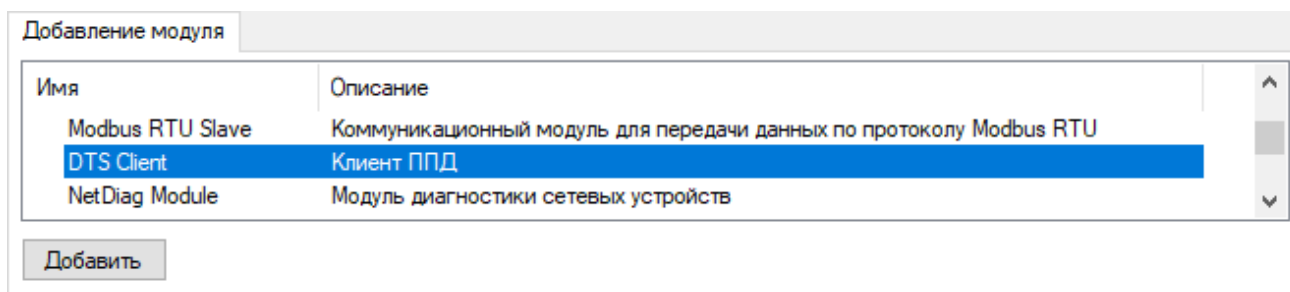 Добавление модуля
Имя Описание
Modbus RTU Slave Коммуникационный модуль для передачи данных по протоколу Modbus RTU
DTS Client Клиент ППД
NetDiag Module Модуль диагностики сетевых устройств
Добавить